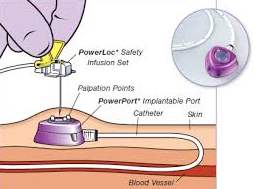 PowerLoc* Safety
Infusion Set
Palpation Points
PowerPort* Implantable Port
Catheter
Skin
Blood Vessel